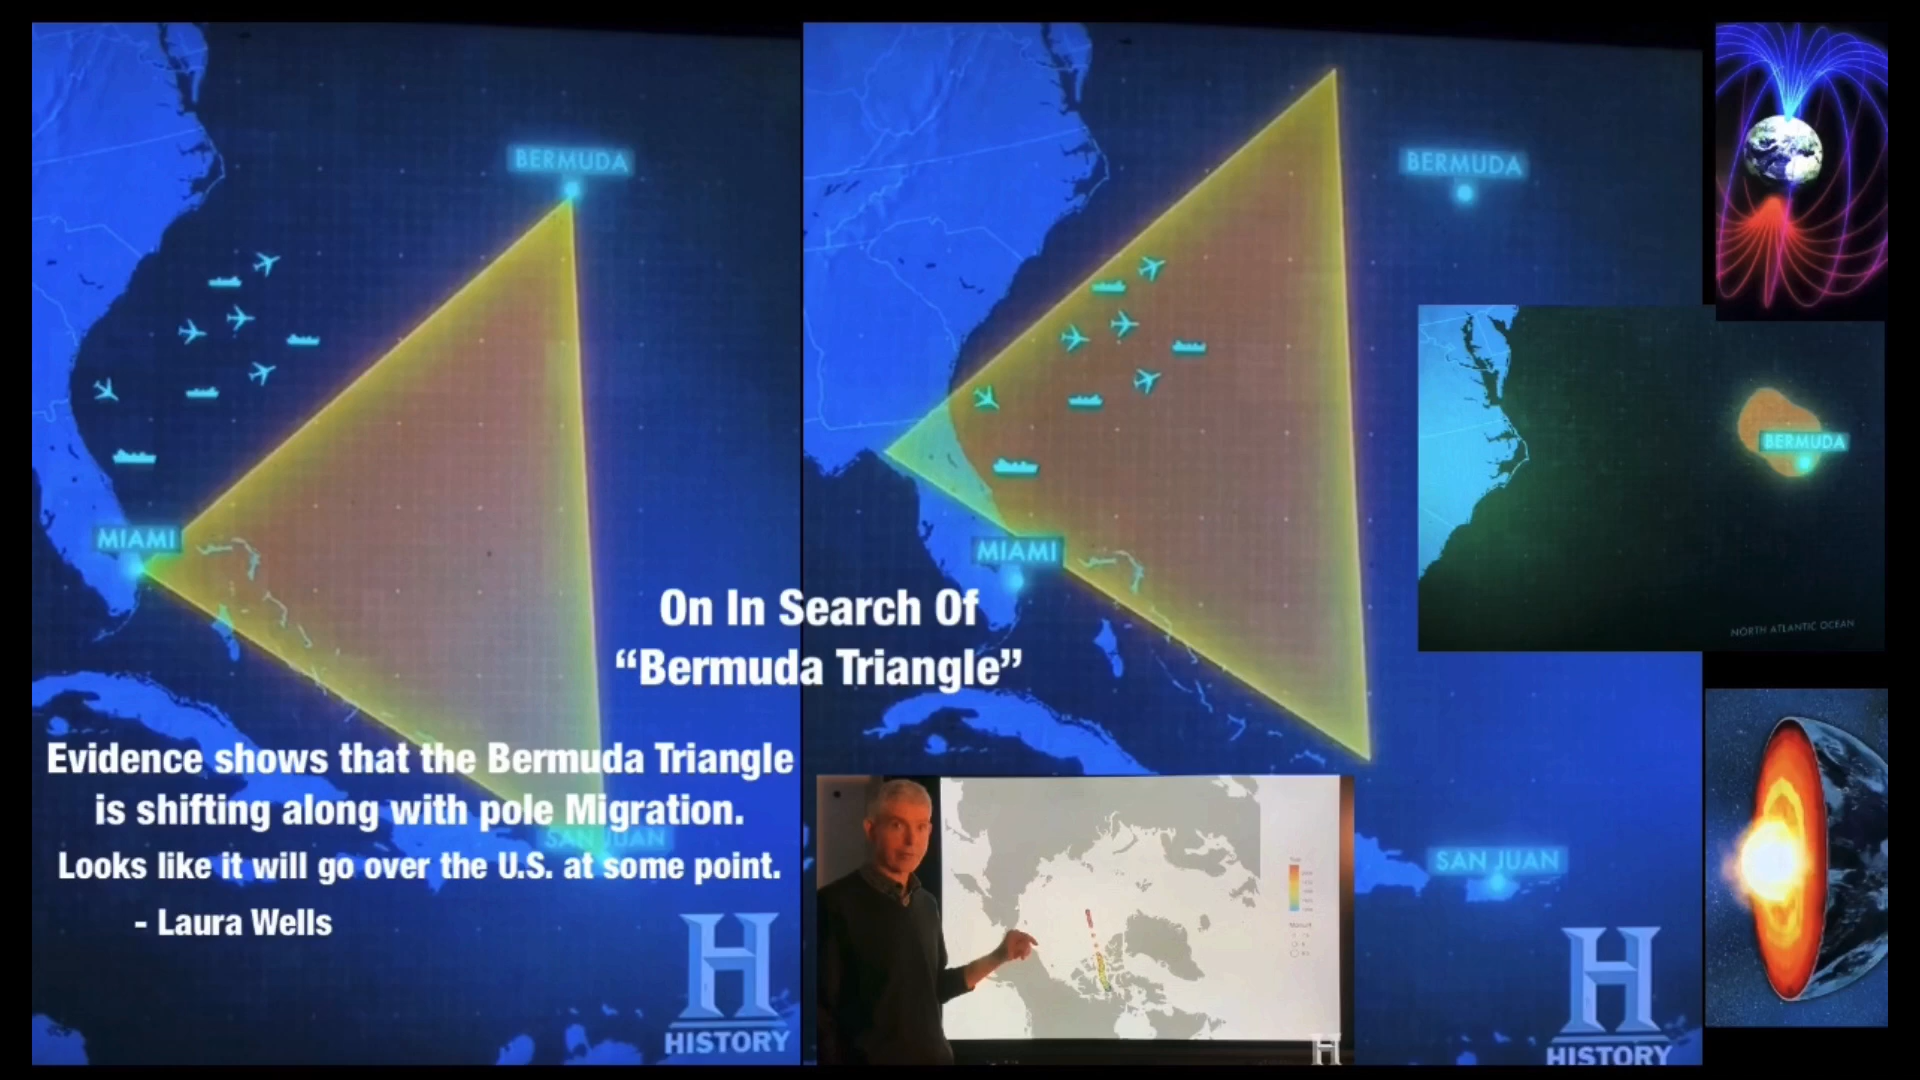 BERMUDA
MIAMI
SAN JUAN
HISTORY
BERMUDA
MIAMI
SAN JUAN
HISTORY
On In Search Of
“Bermuda Triangle”
Evidence shows that the Bermuda Triangle
is shifting along with pole Migration.
Looks like it will go over the U.S. at some point.
- Laura Wells
BERMUDA
NORTH ATLANTIC OCEAN
H